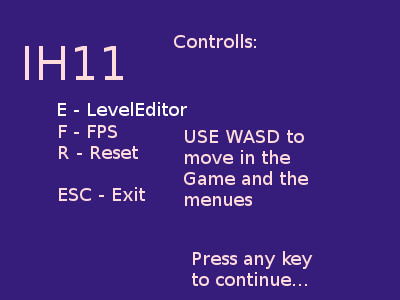 Controlls:
IH11
E - LevelEditor
F - FPS
R - Reset
ESC - Exit
USE WASD to
move in the
Game and the
menues
Press any key
to continue...